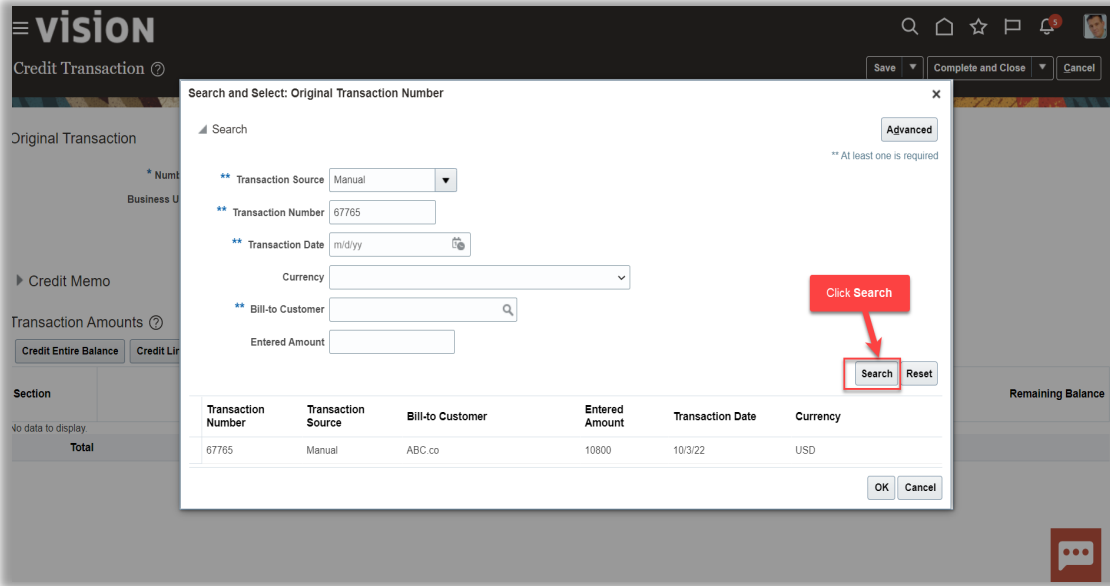 vision
5
Credit Transaction
Save
Complete and Close
Cancel
Search and Select: Original Transaction Number
Search
Advanced
** At least one is required
Original Transaction
* Numb
Business U
** Transaction Source Manual
** Transaction Number 67765
** Transaction Date m/d/yy
Currency
** Bill-to Customer
Entered Amount
Click Search
Search Reset
Credit Memo
Transaction Amounts
Credit Entire Balance Credit Lin
Section
Remaining Balance
No data to display.
Total
Transaction Number Transaction Source Bill-to Customer Entered Amount Transaction Date Currency
67765 Manual ABC.co 10800 10/3/22 USD
OK Cancel